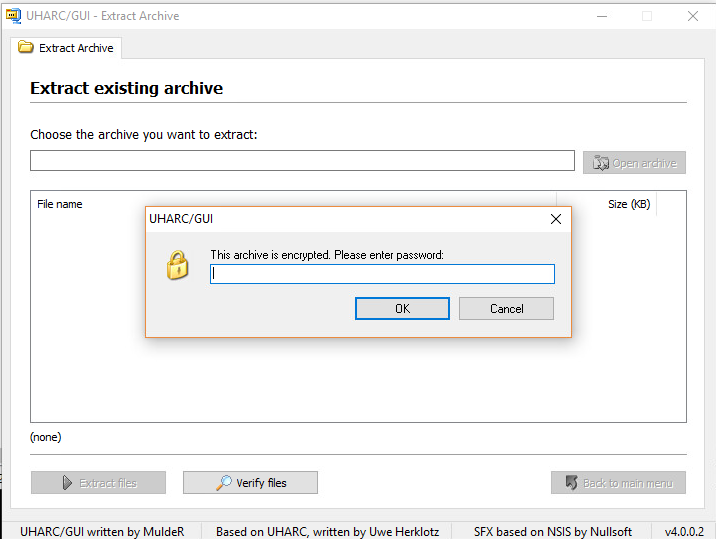 UHARC/GUI - Extract Archive
Extract Archive
Extract existing archive
Choose the archive you want to extract:
Open archive
File name
Size (KB)
UHARC/GUI
This archive is encrypted. Please enter password:
OK
Cancel
(none)
Extract files
Verify files
Back to main menu
UHARC/GUI written by MuldeR
Based on UHARC, written by Uwe Herklotz
SFX based on NSIS by Nullsoft
v4.0.0.2